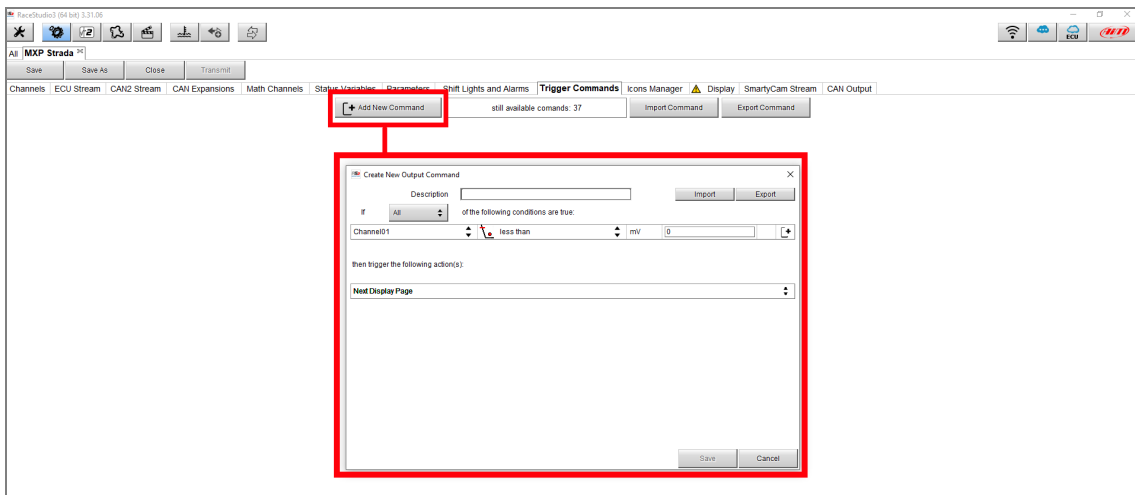 RaceStudio3 (64 bit) 3.31.06
ECU
AiM
All MXP Strada
Save Save As Close Transmit
Channels ECU Stream CAN2 Stream CAN Expansions Math Channels Status Variables Parameters Shift Lights and Alarms Trigger Commands Icons Manager Display SmartyCam Stream CAN Output
Add New Command still available comands: 37 Import Command Export Command
Create New Output Command
Description Import Export
If All of the following conditions are true:
Channel01 less than mV 0
then trigger the following action(s):
Next Display Page
Save Cancel